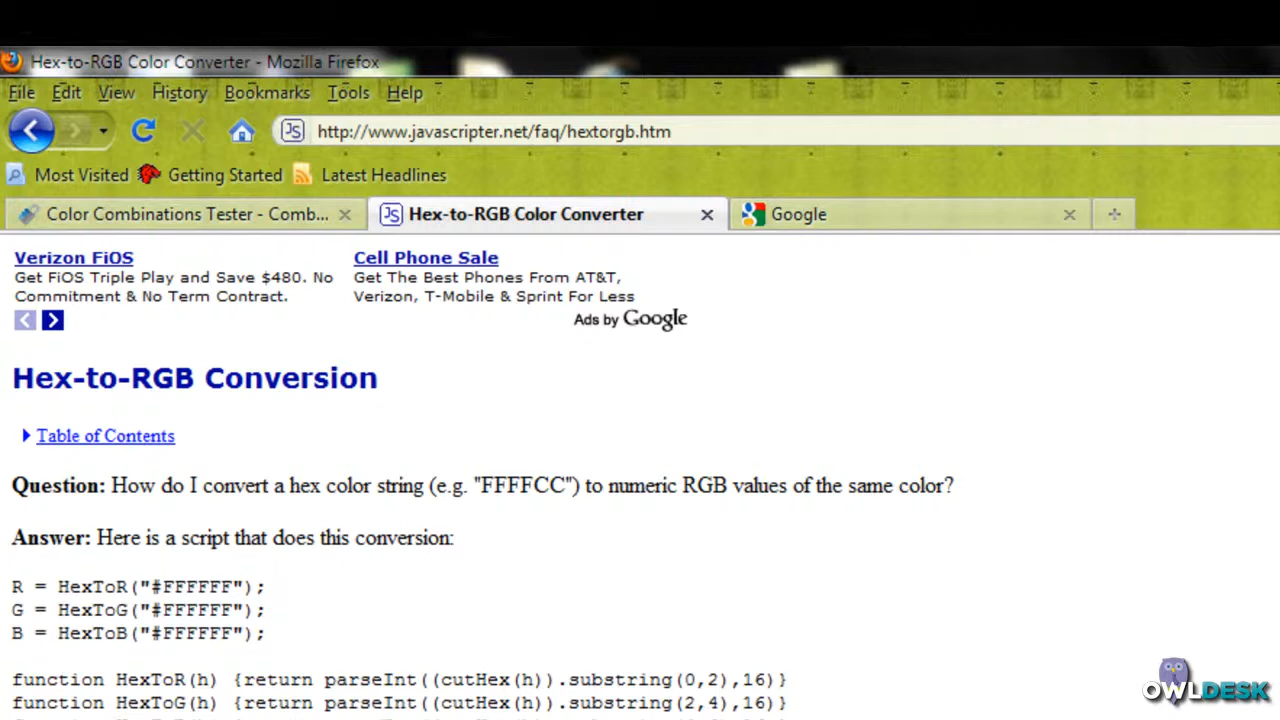 Hex-to-RGB Color Converter - Mozilla Firefox
File Edit View History Bookmarks Tools Help
JS http://www.javascripter.net/faq/hextorgb.htm
Most Visited Getting Started Latest Headlines
Color Combinations Tester - Comb... JS Hex-to-RGB Color Converter Google
Verizon FiOS Cell Phone Sale
Get FiOS Triple Play and Save $480. No Get The Best Phones From AT&T,
Commitment & No Term Contract. Verizon, T-Mobile & Sprint For Less
Ads by Google
Hex-to-RGB Conversion
Table of Contents
Question: How do I convert a hex color string (e.g. "FFFFCC") to numeric RGB values of the same color?
Answer: Here is a script that does this conversion:
R = HexToR("#FFFFFF");
G = HexToG("#FFFFFF");
B = HexToB("#FFFFFF");
function HexToR(h) {return parseInt((cutHex(h)).substring(0,2),16)}
function HexToG(h) {return parseInt((cutHex(h)).substring(2,4),16)}
OWLDESK